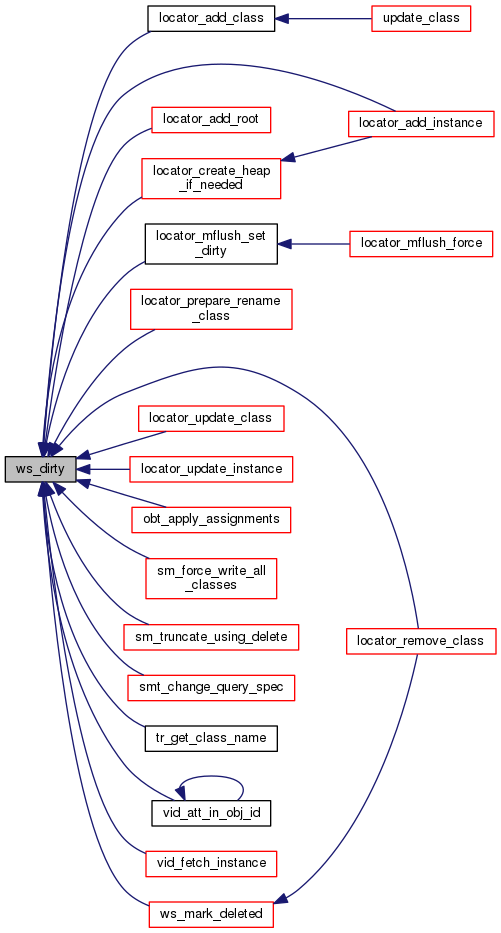 locator_add_class
update_class
locator_add_root
locator_add_instance
locator_create_heap
_if_needed
locator_mflush_set
_dirty
locator_mflush_force
locator_prepare_rename
_class
locator_update_class
ws_dirty
locator_update_instance
obt_apply_assignments
sm_force_write_all
_classes
sm_truncate_using_delete
locator_remove_class
smt_change_query_spec
tr_get_class_name
vid_att_in_obj_id
vid_fetch_instance
ws_mark_deleted